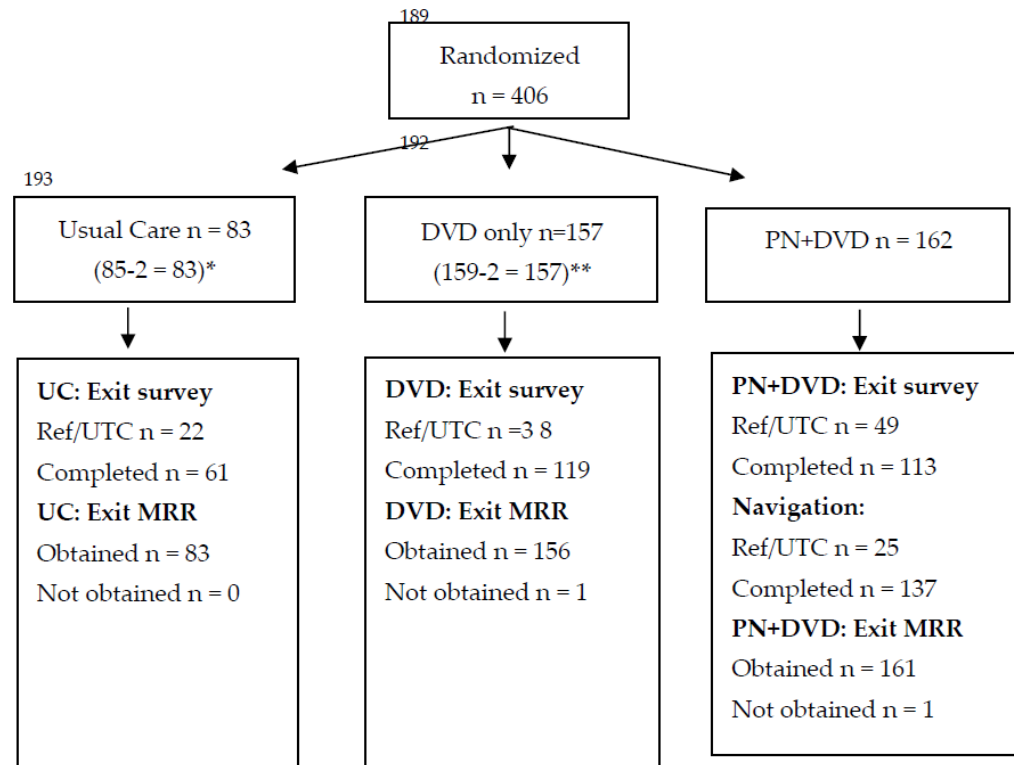 189
Randomized
n = 406
192
193
Usual Care n = 83
(85-2 = 83)*
DVD only n=157
(159-2 = 157)**
PN+DVD n = 162
UC: Exit survey
Ref/UTC n = 22
Completed n = 61
UC: Exit MRR
Obtained n = 83
Not obtained n = 0
DVD: Exit survey
Ref/UTC n =3 8
Completed n = 119
DVD: Exit MRR
Obtained n = 156
Not obtained n = 1
PN+DVD: Exit survey
Ref/UTC n = 49
Completed n = 113
Navigation:
Ref/UTC n = 25
Completed n = 137
PN+DVD: Exit MRR
Obtained n = 161
Not obtained n = 1